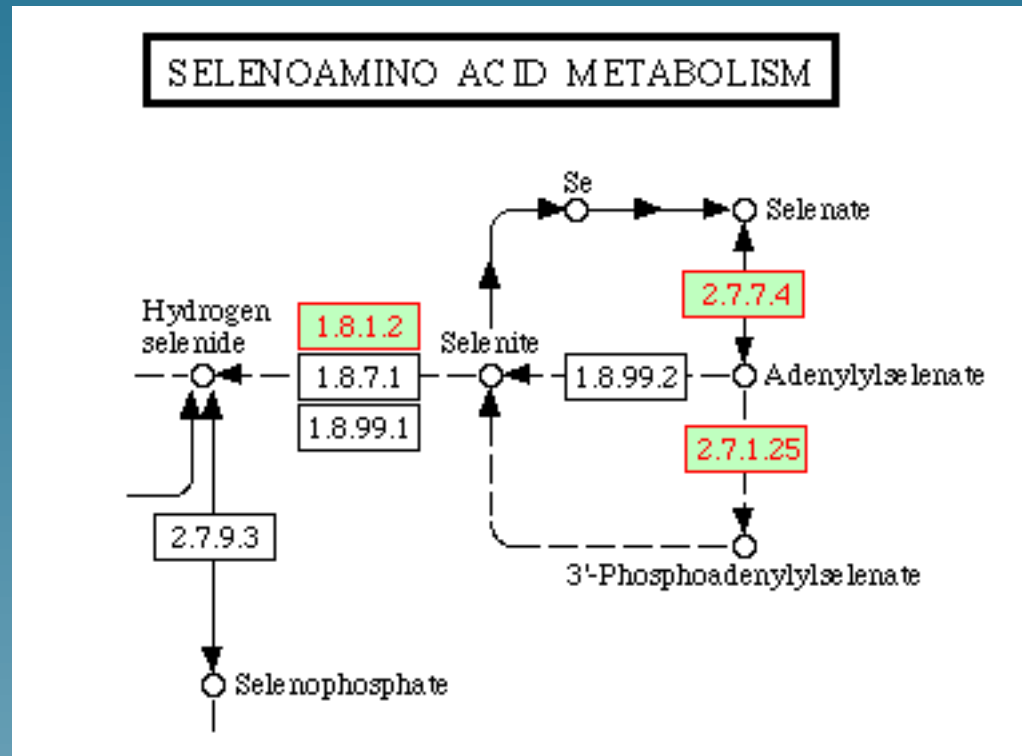 SELENOAMINO ACID METABOLISM
Se
Selenate
2.7.7.4
Hydrogen
selenide
1.8.1.2
Selenite
1.8.7.1
1.8.99.2
Adenylylselenate
1.8.99.1
2.7.1.25
2.7.9.3
3'-Phosphoadenylylselenate
Selenophosphate